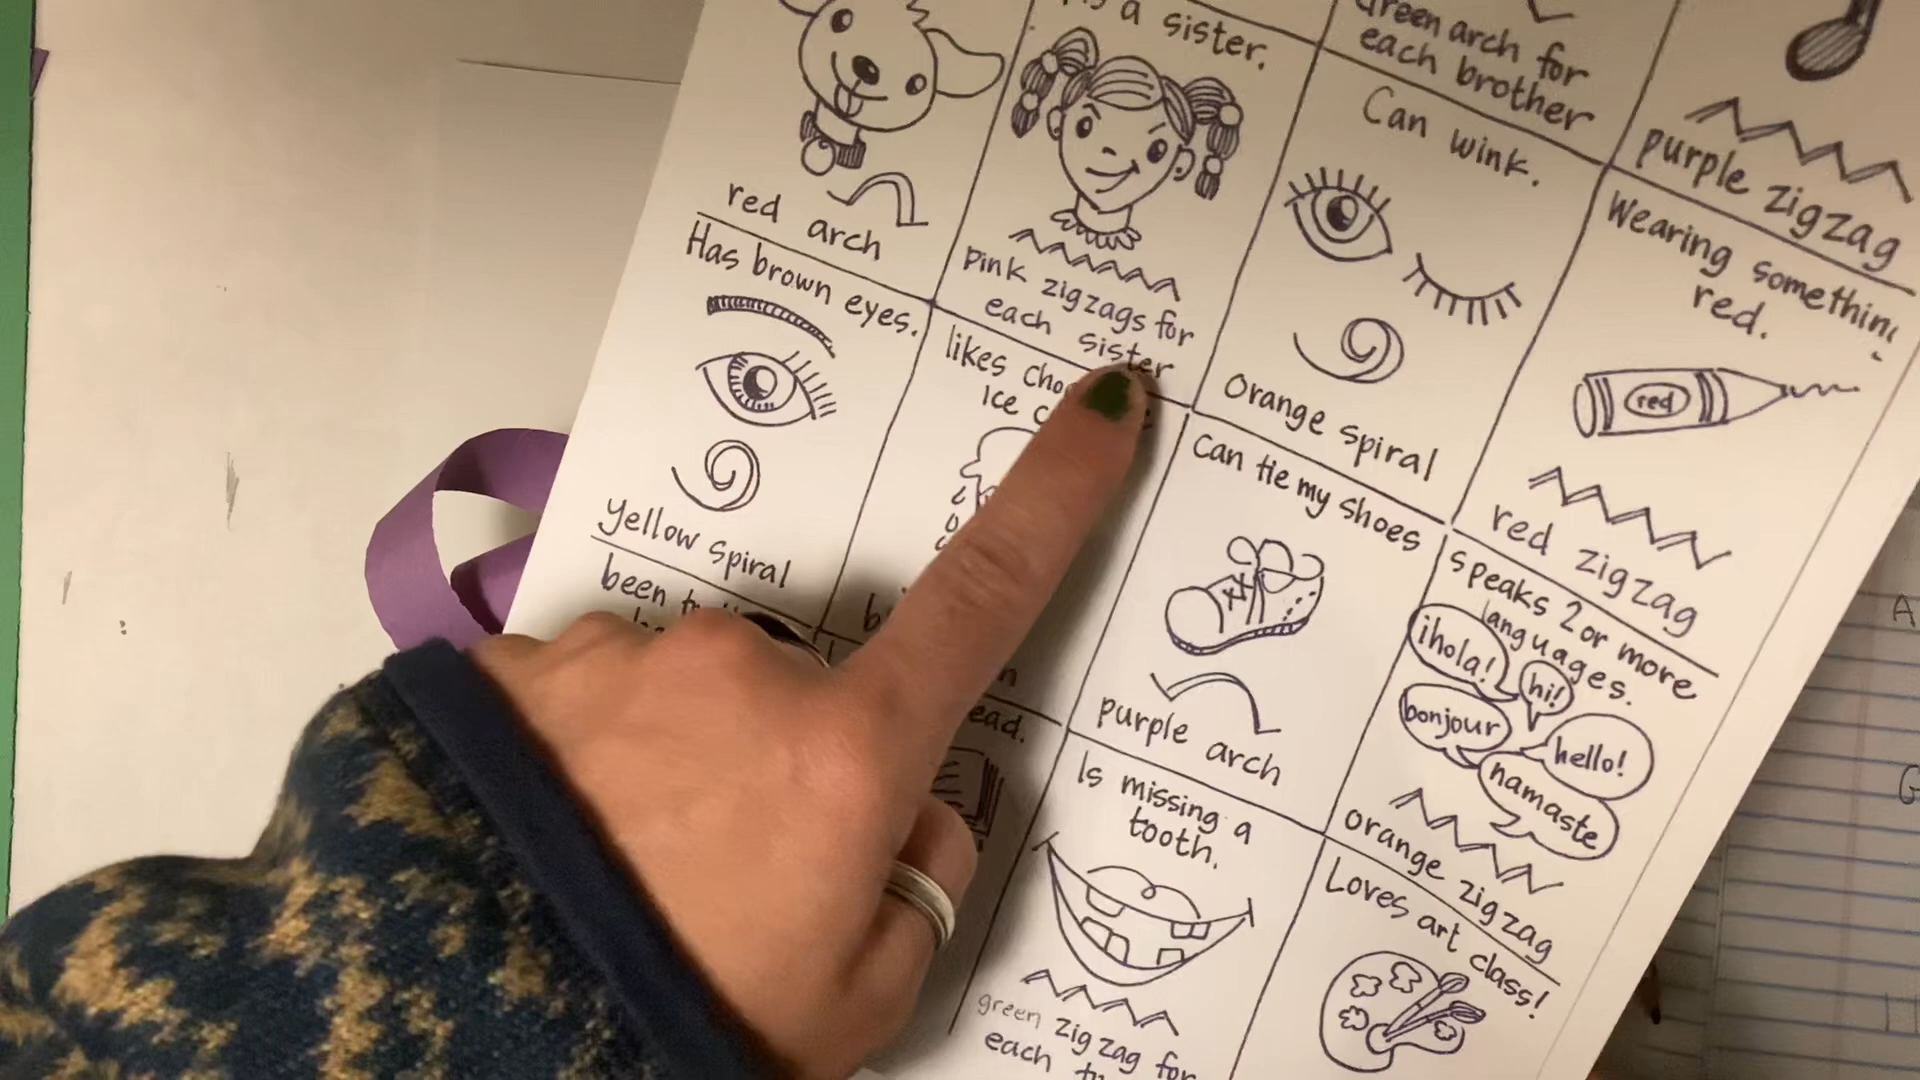 a sister.
Green arch for
each brother
red arch
pink zigzags for
each sister
Can wink.
Orange spiral
purple zigzag
Has brown eyes.
yellow spiral
likes
Ice
Can tie my shoes
purple arch
Wearing something
red.
red
red zigzag
been
Is missing a
tooth.
green zigzag for
each
speaks 2 or more
languages.
¡hola!
hi!
bonjour
hello!
namaste
orange zigzag
Loves art class!